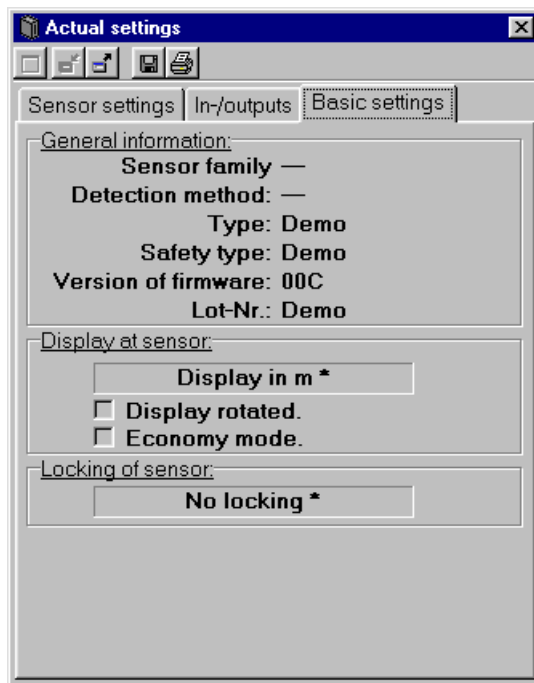 Actual settings
Sensor settings In-/outputs Basic settings
General information:
Sensor family —
Detection method: —
Type: Demo
Safety type: Demo
Version of firmware: 00C
Lot-Nr.: Demo
Display at sensor:
Display in m *
Display rotated.
Economy mode.
Locking of sensor:
No locking *